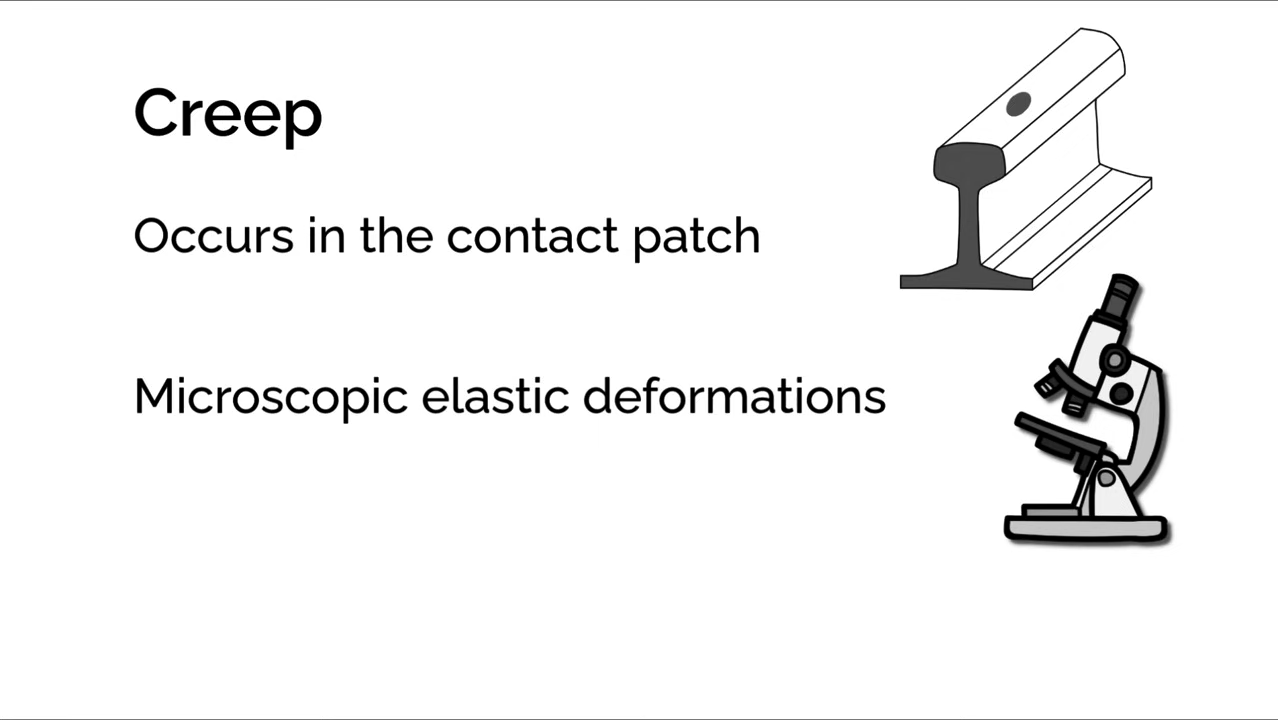 Creep
Occurs in the contact patch
Microscopic elastic deformations